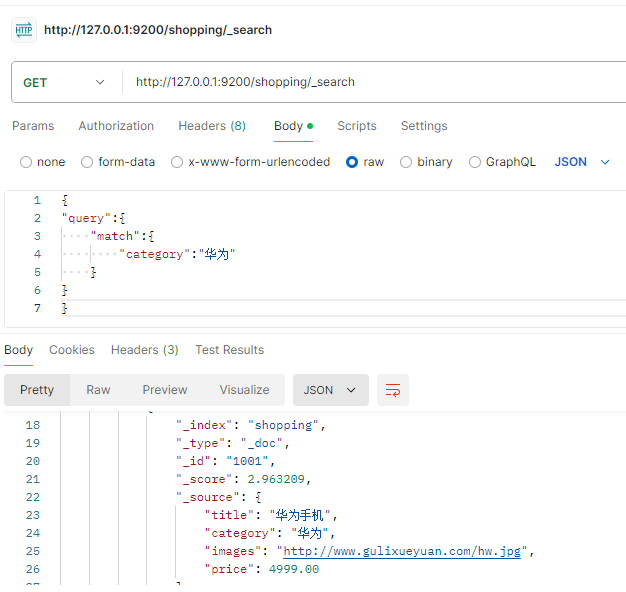 HTTP http://127.0.0.1:9200/shopping/_search
GET http://127.0.0.1:9200/shopping/_search
Params Authorization Headers (8) Body Scripts Settings
none form-data x-www-form-urlencoded raw binary GraphQL JSON
1 {
2 "query":{
3 "match":{
4 "category":"华为"
5 }
6 }
7 }
Body Cookies Headers (3) Test Results
Pretty Raw Preview Visualize JSON
18 "_index": "shopping",
19 "_type": "_doc",
20 "_id": "1001",
21 "_score": 2.963209,
22 "_source": {
23 "title": "华为手机",
24 "category": "华为",
25 "images": "http://www.gulixueyuan.com/hw.jpg",
26 "price": 4999.00